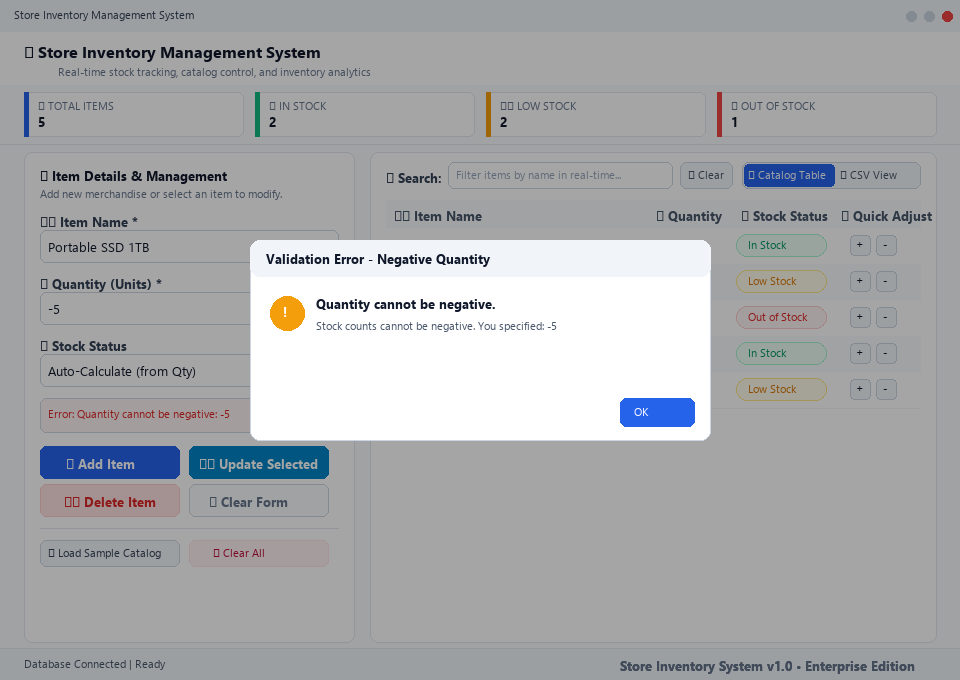 Store Inventory Management System
Store Inventory Management System
Real-time stock tracking, catalog control, and inventory analytics
TOTAL ITEMS
5
IN STOCK
2
LOW STOCK
2
OUT OF STOCK
1
Item Details & Management
Add new merchandise or select an item to modify.
Item Name *
Portable SSD 1TB
Quantity (Units) *
-5
Stock Status
Auto-Calculate (from Qty)
Error: Quantity cannot be negative: -5
Add Item
Update Selected
Delete Item
Clear Form
Load Sample Catalog
Clear All
Search:
Filter items by name in real-time...
Clear
Catalog Table
CSV View
Item Name Quantity Stock Status Quick Adjust
In Stock + -
Low Stock + -
Out of Stock + -
In Stock + -
Low Stock + -
Validation Error - Negative Quantity
!
Quantity cannot be negative.
Stock counts cannot be negative. You specified: -5
OK
Database Connected | Ready
Store Inventory System v1.0 • Enterprise Edition